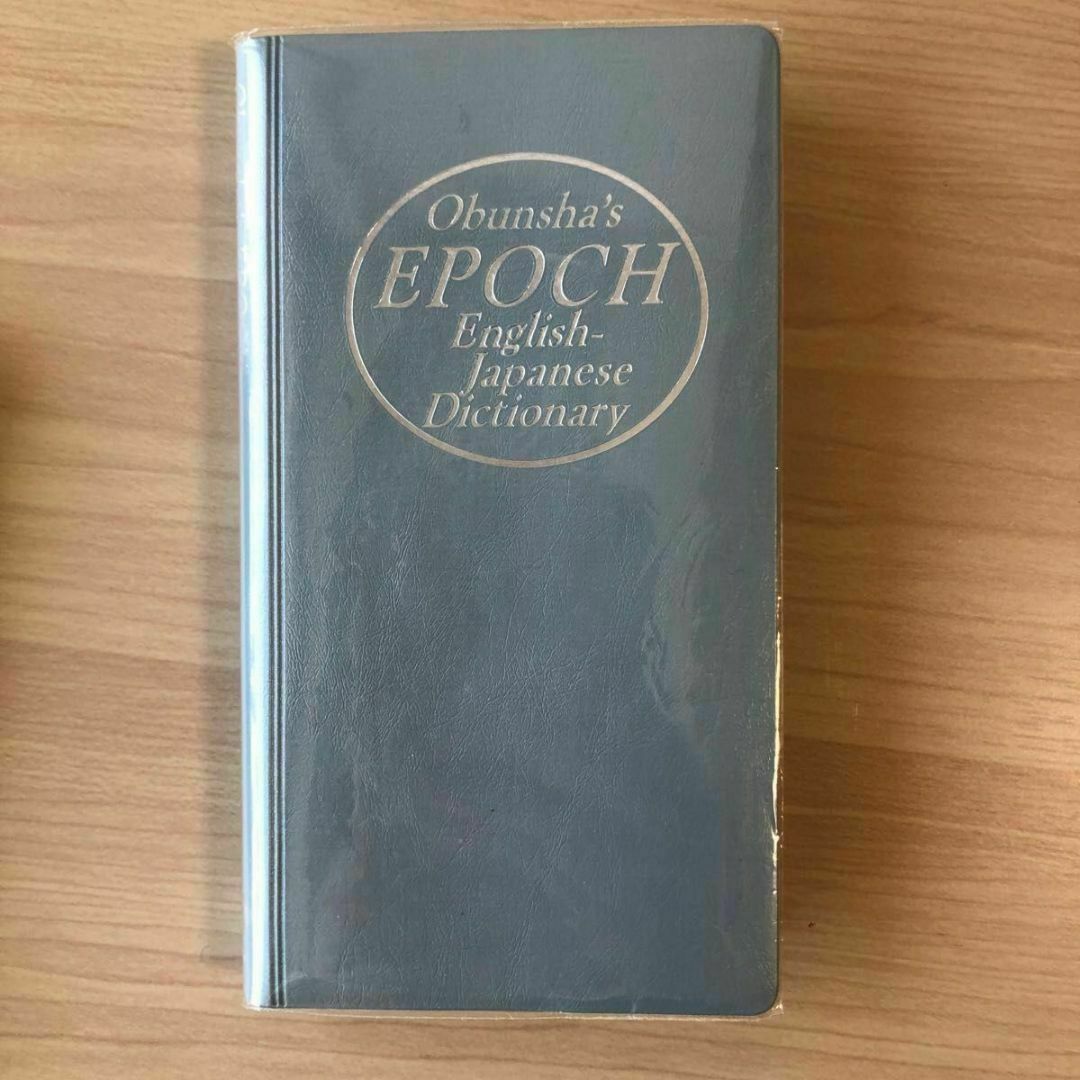 Obunsha's
EPOCH
English-
Japanese
Dictionary